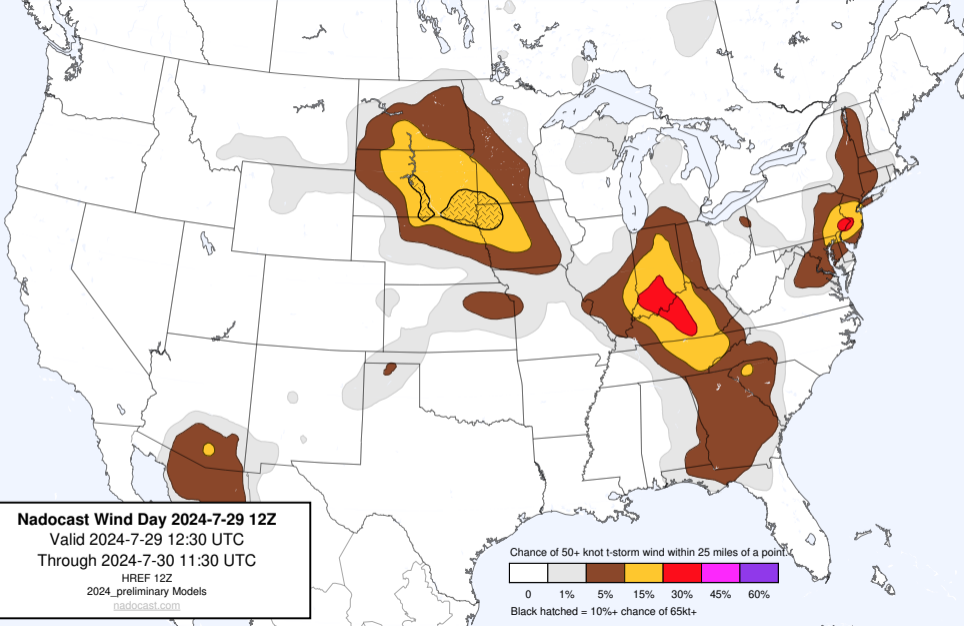 Nadocast Wind Day 2024-7-29 12Z
Valid 2024-7-29 12:30 UTC
Through 2024-7-30 11:30 UTC
HREF 12Z
2024_preliminary Models
nadocast.com
Chance of 50+ knot t-storm wind within 25 miles of a point.
0 1% 5% 15% 30% 45% 60%
Black hatched = 10%+ chance of 65kt+